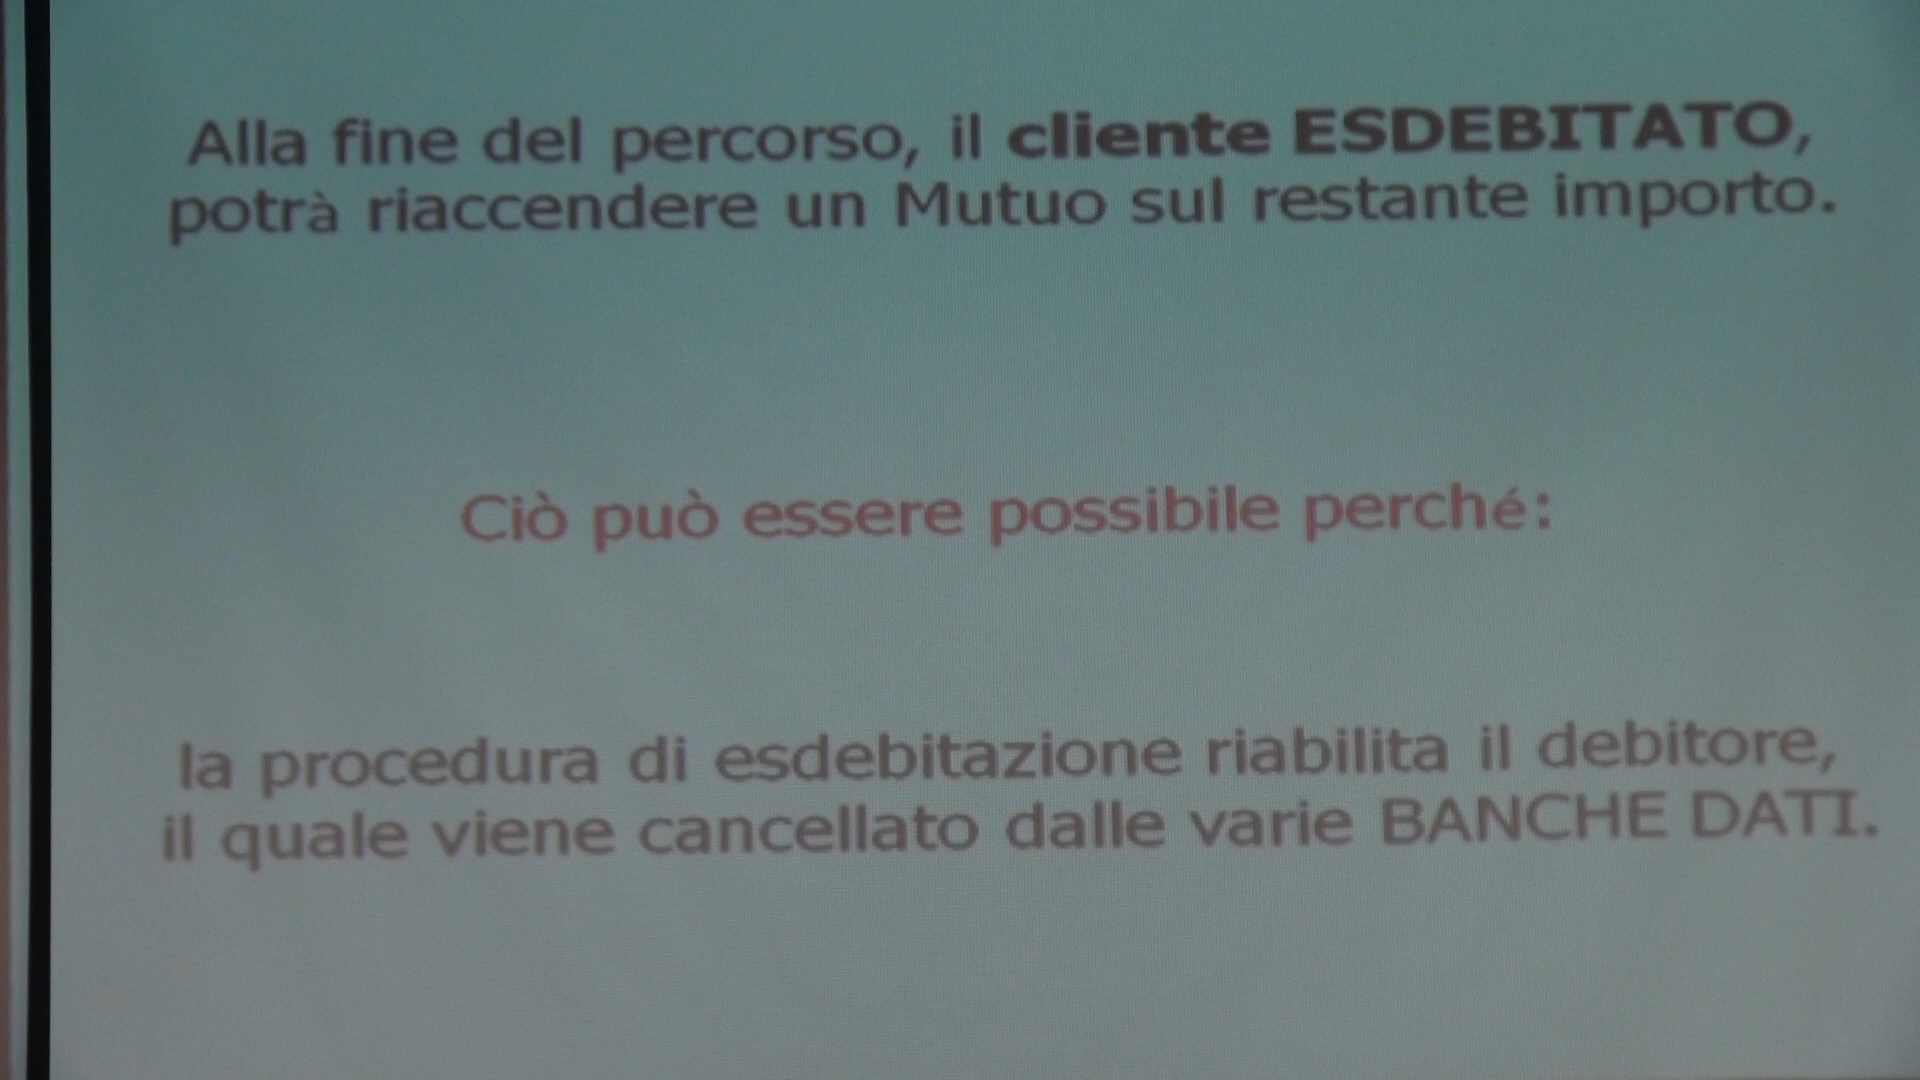 Alla fine del percorso, il cliente ESDEBITATO,
potrà riaccendere un Mutuo sul restante importo.
Ciò può essere possibile perché:
la procedura di esdebitazione riabilita il debitore,
il quale viene cancellato dalle varie BANCHE DATI.